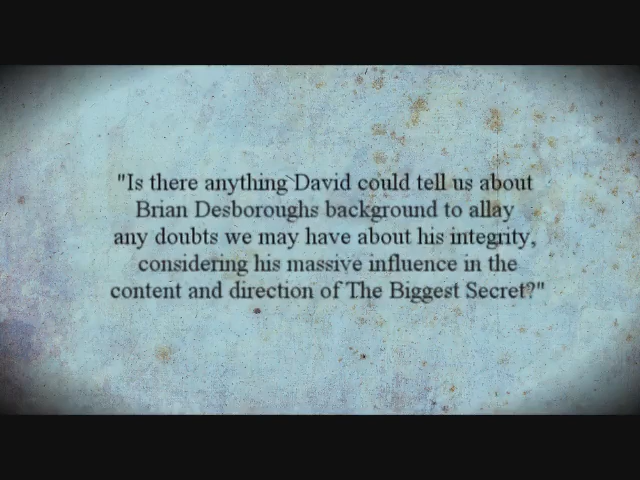 "Is there anything David could tell us about
Brian Desboroughs background to allay
any doubts we may have about his integrity,
considering his massive influence in the
content and direction of The Biggest Secret?"